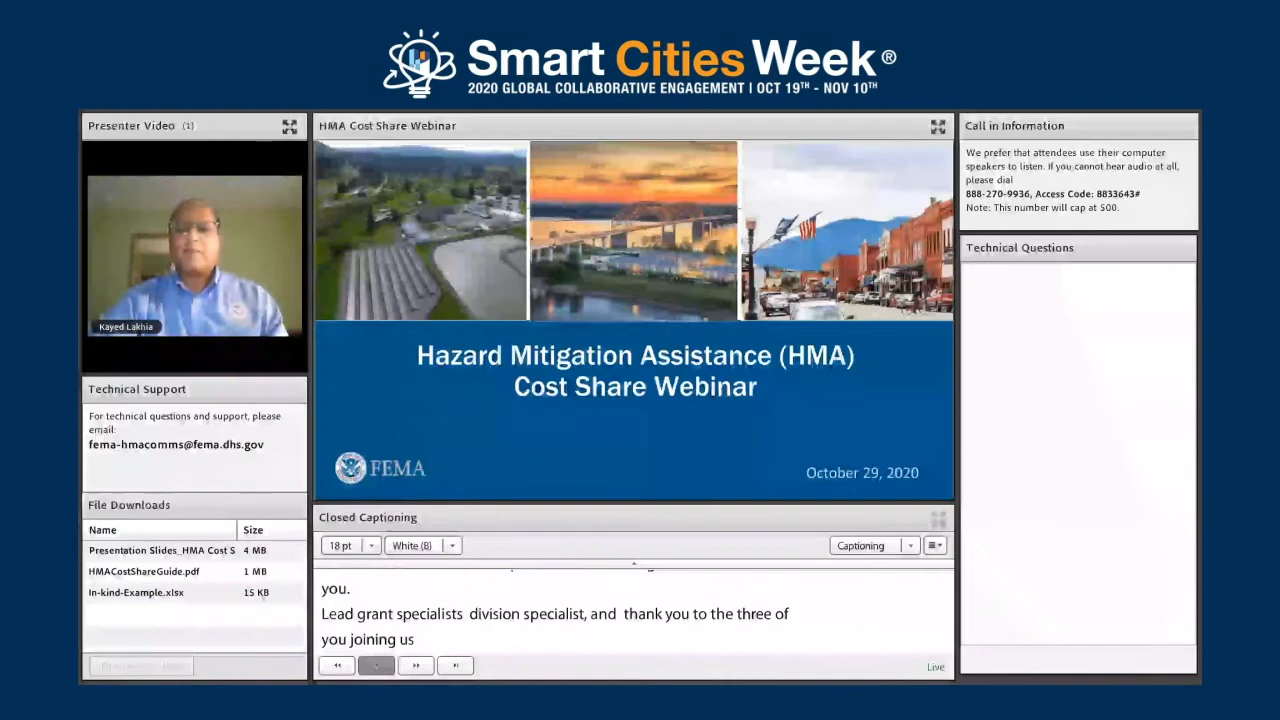 Smart Cities Week®
2020 GLOBAL COLLABORATIVE ENGAGEMENT | OCT 19TH - NOV 10TH
Presenter Video (1)
Kayed Lakhia
Technical Support
For technical questions and support, please
email:
fema-hmacomms@fema.dhs.gov
File Downloads
Name Size
Presentation Slides_HMA Cost S 4 MB
HMACostShareGuide.pdf 1 MB
In-kind-Example.xlsx 15 KB
HMA Cost Share Webinar
Hazard Mitigation Assistance (HMA)
Cost Share Webinar
FEMA
October 29, 2020
Closed Captioning
18 pt White (B) Captioning
you.
Lead grant specialists division specialist, and thank you to the three of
you joining us
Live
Call in Information
We prefer that attendees use their computer
speakers to listen. If you cannot hear audio at all,
please dial
888-270-9936, Access Code: 8833643#
Note: This number will cap at 500.
Technical Questions